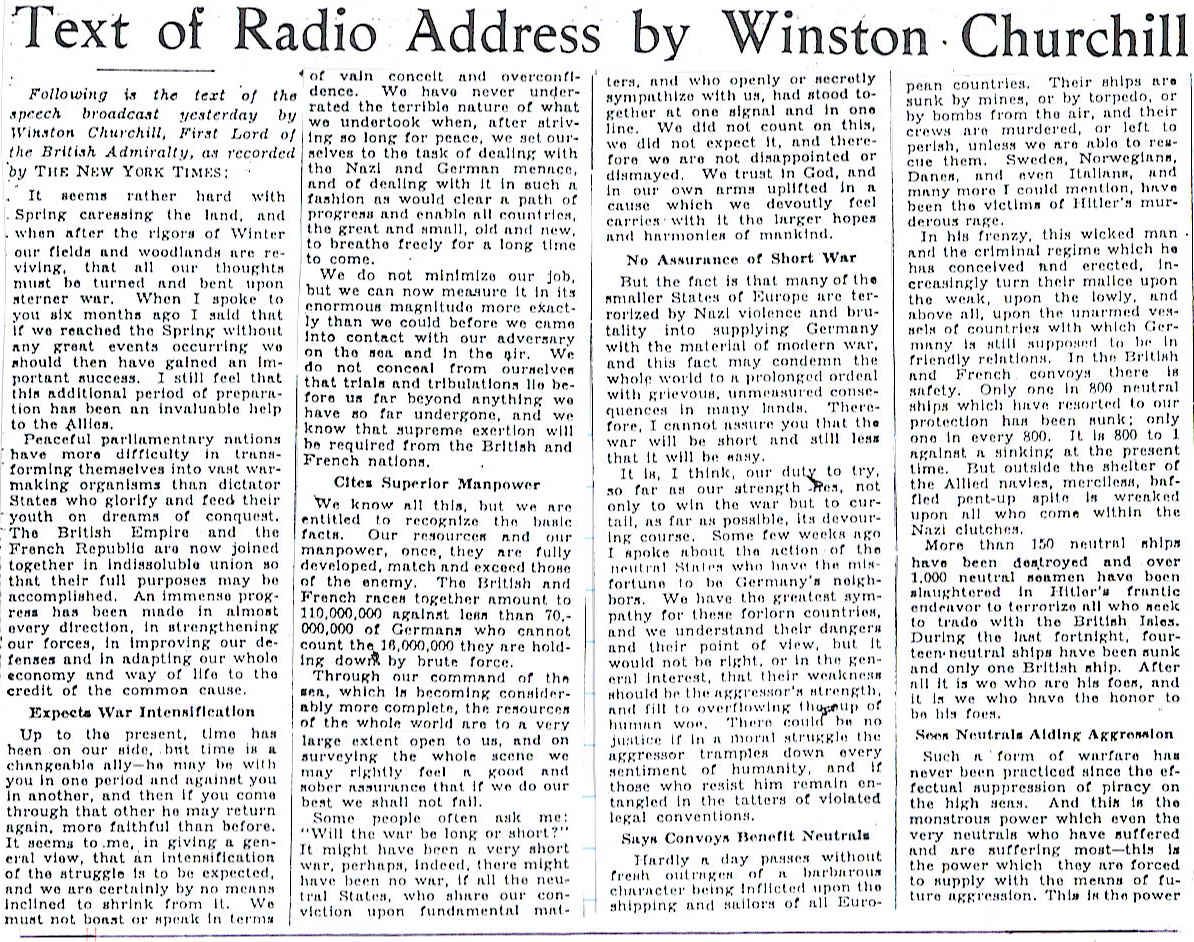 Text of Radio Address by Winston Churchill
Following is the text of the
speech broadcast yesterday by
Winston Churchill, First Lord of
the British Admiralty, as recorded
by THE NEW YORK TIMES:
It seems rather hard with
Spring caressing the land, and
when after the rigors of Winter
our fields and woodlands are re-
viving, that all our thoughts
must be turned and bent upon
sterner war. When I spoke to
you six months ago I said that
if we reached the Spring without
any great events occurring we
should then have gained an im-
portant success. I still feel that
this additional period of prepara-
tion has been an invaluable help
to the Allies.
Peaceful parliamentary nations
have more difficulty in trans-
forming themselves into vast war-
making organisms than dictator
States who glorify and feed their
youth on dreams of conquest.
The British Empire and the
French Republic are now joined
together in indissoluble union so
that their full purposes may be
accomplished. An immense prog-
ress has been made in almost
every direction, in strengthening
our forces, in improving our de-
fenses and in adapting our whole
economy and way of life to the
credit of the common cause.
Expects War Intensification
Up to the present, time has
been on our side, but time is a
changeable ally—he may be with
you in one period and against you
in another, and then if you come
through that other he may return
again, more faithful than before.
It seems to me, in giving a gen-
eral view, that an intensification
of the struggle is to be expected,
and we are certainly by no means
inclined to shrink from it. We
must not boast or speak in terms
of vain conceit and overconfi-
dence. We have never under-
rated the terrible nature of what
we undertook when, after striv-
ing so long for peace, we set our-
selves to the task of dealing with
the Nazi and German menace,
and of dealing with it in such a
fashion as would clear a path of
progress and enable all countries,
the great and small, old and new,
to breathe freely for a long time
to come.
We do not minimize our job,
but we can now measure it in its
enormous magnitude more exact-
ly than we could before we came
into contact with our adversary
on the sea and in the air. We
do not conceal from ourselves
that trials and tribulations lie be-
fore us far beyond anything we
have so far undergone, and we
know that supreme exertion will
be required from the British and
French nations.
Cites Superior Manpower
We know all this, but we are
entitled to recognize the basic
facts. Our resources and our
manpower, once, they are fully
developed, match and exceed those
of the enemy. The British and
French races together amount to
110,000,000 against less than 70,-
000,000 of Germans who cannot
count the 16,000,000 they are hold-
ing down by brute force.
Through our command of the
sea, which is becoming consider-
ably more complete, the resources
of the whole world are to a very
large extent open to us, and on
surveying the whole scene we
may rightly feel a good and
sober assurance that if we do our
best we shall not fail.
Some people often ask me:
"Will the war be long or short?"
It might have been a very short
war, perhaps, indeed, there might
have been no war, if all the neu-
tral States, who share our con-
viction upon fundamental mat-
ters, and who openly or secretly
sympathize with us, had stood to-
gether at one signal and in one
line. We did not count on this,
we did not expect it, and there-
fore we are not disappointed or
dismayed. We trust in God, and
in our own arms uplifted in a
cause which we devoutly feel
carries with it the larger hopes
and harmonies of mankind.
No Assurance of Short War
But the fact is that many of the
smaller States of Europe are ter-
rorized by Nazi violence and bru-
tality into supplying Germany
with the material of modern war,
and this fact may condemn the
whole world to a prolonged ordeal
with grievous, unmeasured conse-
quences in many lands. There-
fore, I cannot assure you that the
war will be short and still less
that it will be easy.
It is, I think, our duty to try,
so far as our strength lies, not
only to win the war but to cur-
tail, as far as possible, its devour-
ing course. Some few weeks ago
I spoke about the action of the
neutral States who have the mis-
fortune to be Germany's neigh-
bors. We have the greatest sym-
pathy for these forlorn countries,
and we understand their dangers
and their point of view, but it
would not be right, or in the gen-
eral interest, that their weakness
should be the aggressor's strength,
and fill to overflowing the cup of
human woe. There could be no
justice if in a moral struggle the
aggressor tramples down every
sentiment of humanity, and if
those who resist him remain en-
tangled in the tatters of violated
legal conventions.
Says Convoys Benefit Neutrals
Hardly a day passes without
fresh outrages of a barbarous
character being inflicted upon the
shipping and sailors of all Euro-
pean countries. Their ships are
sunk by mines, or by torpedo, or
by bombs from the air, and their
crews are murdered, or left to
perish, unless we are able to res-
cue them. Swedes, Norwegians,
Danes, and even Italians, and
many more I could mention, have
been the victims of Hitler's mur-
derous rage.
In his frenzy, this wicked man
and the criminal regime which he
has conceived and erected, in-
creasingly turn their malice upon
the weak, upon the lowly, and
above all, upon the unarmed ves-
sels of countries with which Ger-
many is still supposed to be in
friendly relations. In the British
and French convoys there is
safety. Only one in 800 neutral
ships which have resorted to our
protection has been sunk; only
one in every 800. It is 800 to 1
against a sinking at the present
time. But outside the shelter of
the Allied navies, merciless, baf-
fled pent-up spite is wreaked
upon all who come within the
Nazi clutches.
More than 150 neutral ships
have been destroyed and over
1,000 neutral seamen have been
slaughtered in Hitler's frantic
endeavor to terrorize all who seek
to trade with the British Isles.
During the last fortnight, four-
teen neutral ships have been sunk
and only one British ship. After
all it is we who are his foes, and
it is we who have the honor to
be his foes.
Sees Neutrals Aiding Aggression
Such a form of warfare has
never been practiced since the ef-
fectual suppression of piracy on
the high seas. And this is the
monstrous power which even the
very neutrals who have suffered
and are suffering most—this is
the power which they are forced
to supply with the means of fu-
ture aggression. This is the power